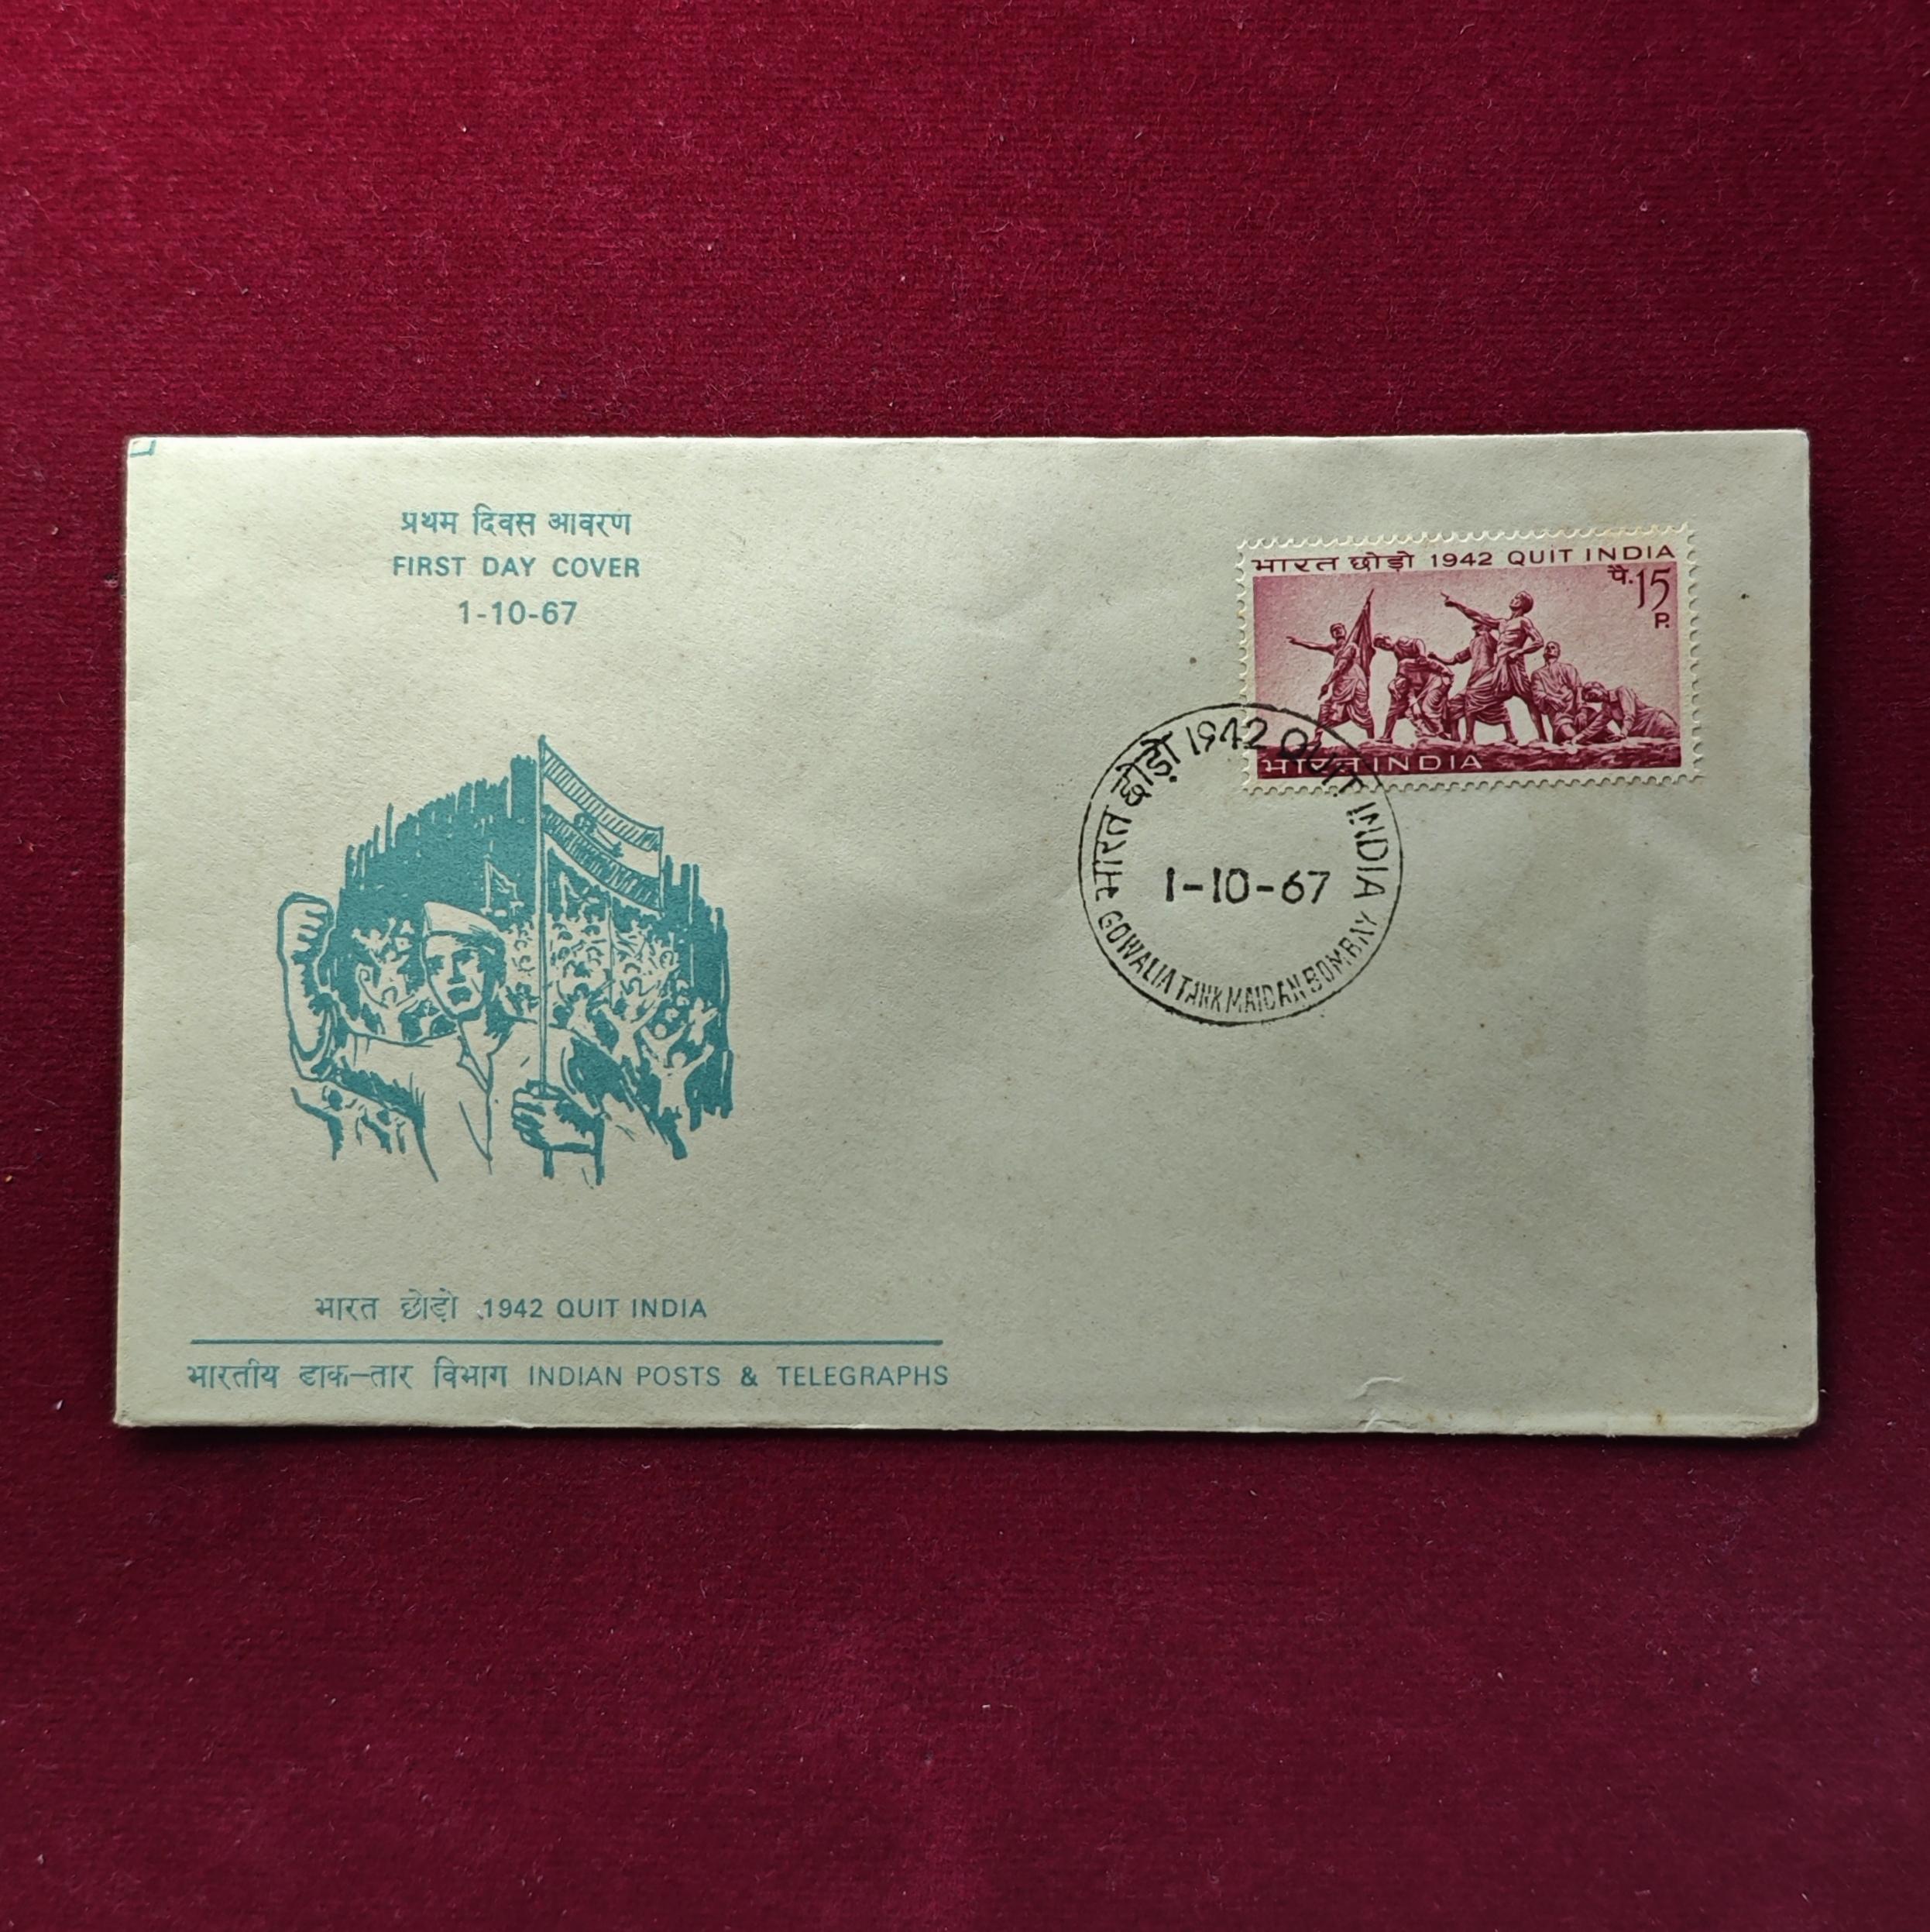 प्रथम दिवस आवरण
FIRST DAY COVER
1-10-67
भारत छोड़ो 1942 QUIT INDIA
पै. 15
P.
भारत INDIA
भारत छोड़ो 1942 QUIT INDIA
1-10-67
GOWALIA TANK MAIDAN BOMBAY
भारत छोड़ो 1942 QUIT INDIA
भारतीय डाक-तार विभाग INDIAN POSTS & TELEGRAPHS